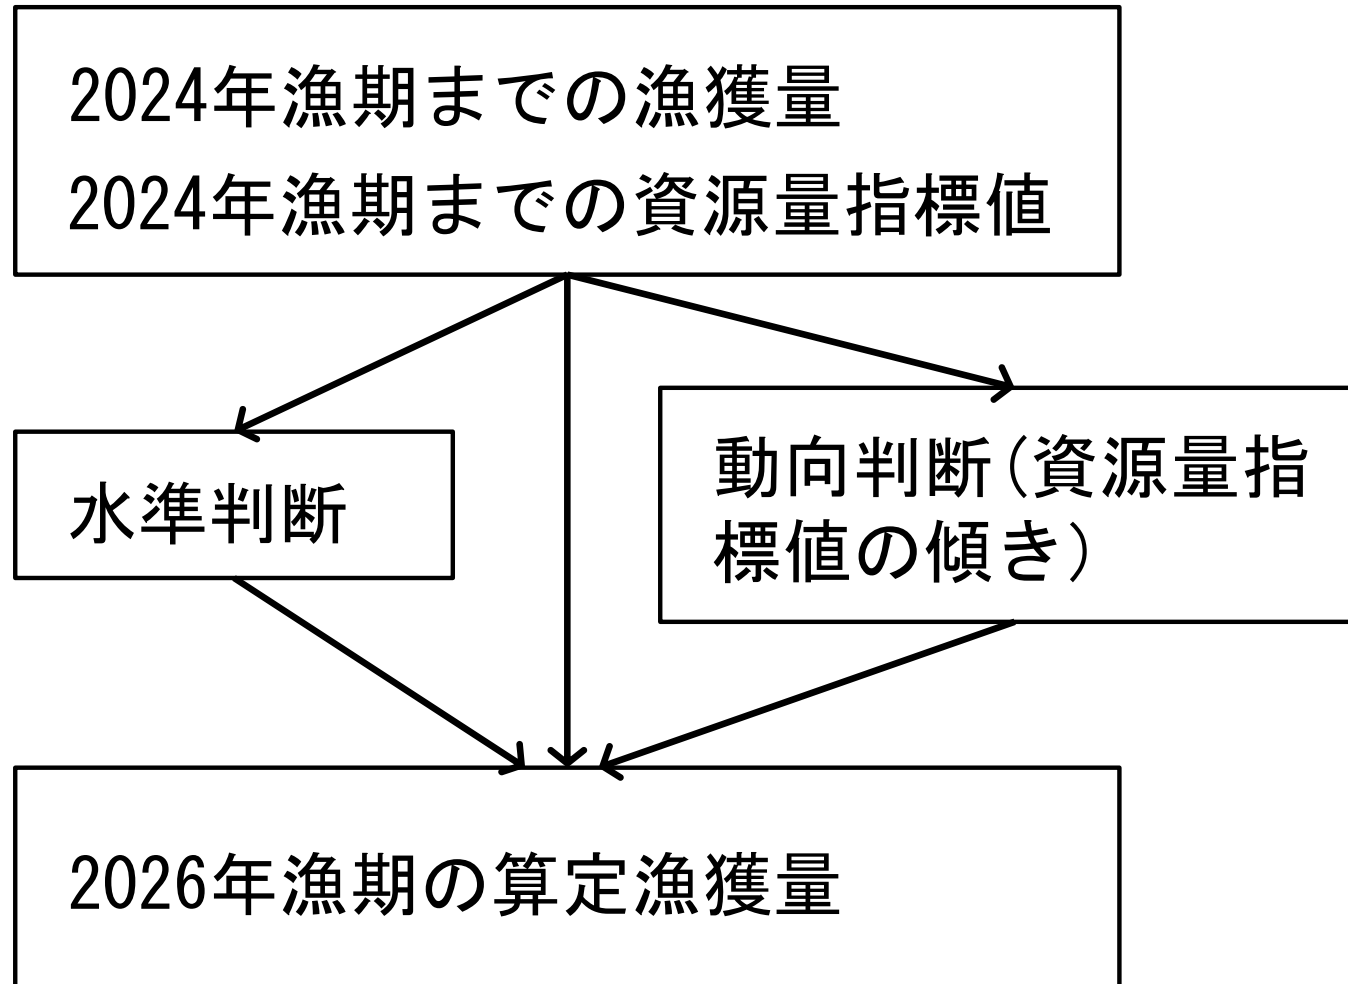 2024年漁期までの漁獲量
2024年漁期までの資源量指標値
水準判断
動向判断(資源量指
標値の傾き)
2026年漁期の算定漁獲量